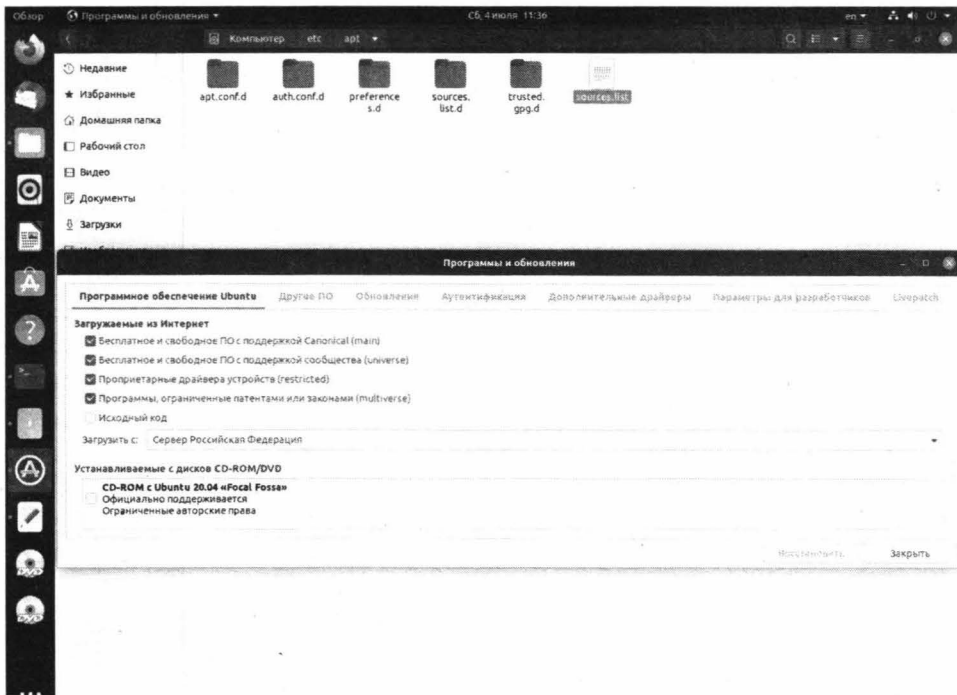 Обзор
Программы и обновления
Сб, 4 июля 11:36
en
Компьютер etc apt
Недавние
Избранные
Домашняя папка
Рабочий стол
Видео
Документы
Загрузки
apt.conf.d
auth.conf.d
preference
s.d
sources.
list.d
trusted.
gpg.d
sources.list
Программы и обновления
Программное обеспечение Ubuntu Другие ПО Обновления Аутентификация Дополнительные драйверы Параметры для разработчиков Livepatch
Загружаемые из Интернет
Бесплатное и свободное ПО с поддержкой Canonical (main)
Бесплатное и свободное ПО с поддержкой сообщества (universe)
Проприетарные драйвера устройств (restricted)
Программы, ограниченные патентами или законами (multiverse)
Исходный код
Загрузить с: Сервер Российская Федерация
Устанавливаемые с дисков CD-ROM/DVD
CD-ROM с Ubuntu 20.04 «Focal Fossa»
Официально поддерживается
Ограниченные авторские права
Восстановить Закрыть
DVD
DVD